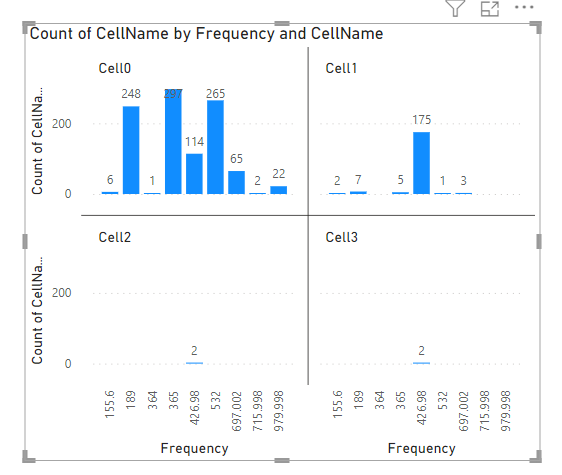 Count of CellName by Frequency and CellName
Cell0
Cell1
Count of CellNa...
200
0
6 248 1 297 114 265 65 2 22
2 7 5 175 1 3
Cell2
Cell3
Count of CellNa...
200
0
2
2
155.6 189 364 365 426.98 532 697.002 715.998 979.998
155.6 189 364 365 426.98 532 697.002 715.998 979.998
Frequency
Frequency